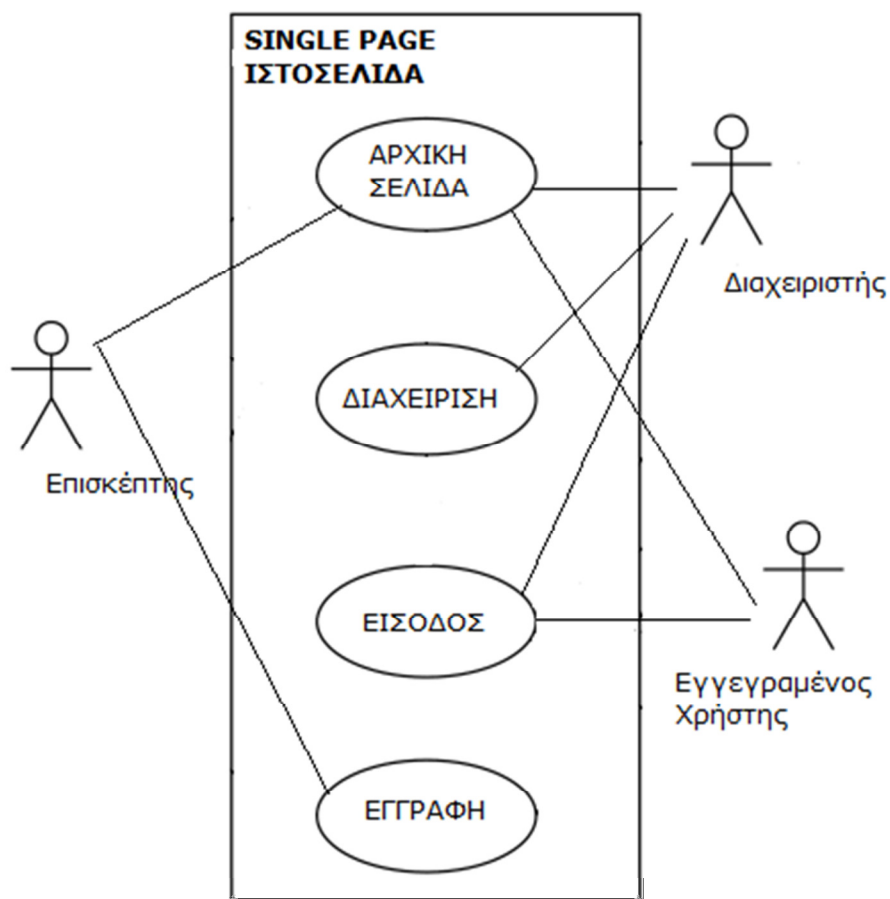 SINGLE PAGE
ΙΣΤΟΣΕΛΙΔΑ
ΑΡΧΙΚΗ
ΣΕΛΙΔΑ
Διαχειριστής
ΔΙΑΧΕΙΡΙΣΗ
Επισκέπτης
ΕΙΣΟΔΟΣ
Εγγεγραμένος
Χρήστης
ΕΓΓΡΑΦΗ